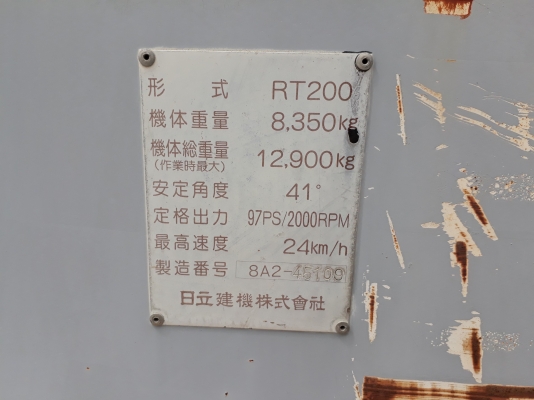 形 式 RT200
機体重量 8,350kg
機体総重量 12,900kg
(作業時最大)
安定角度 41°
定格出力 97PS/2000RPM
最高速度 24km/h
製造番号
日立建機株式會社